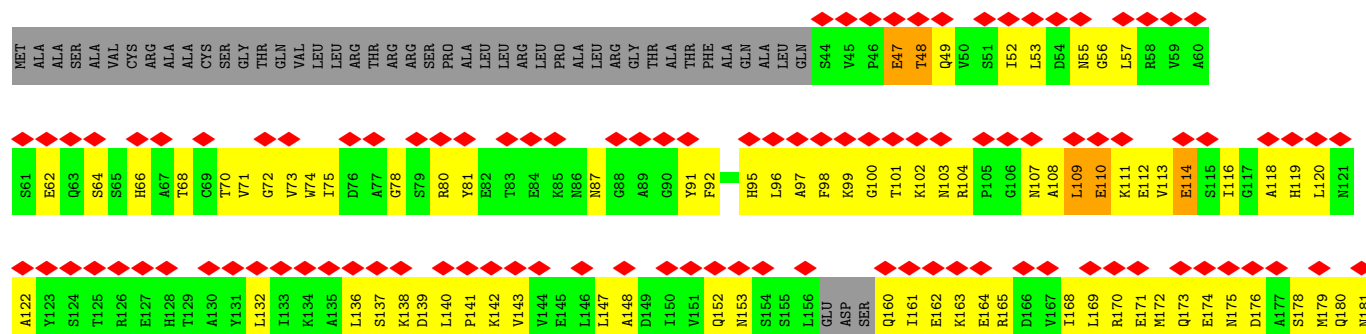 MET ALA ALA SER ALA VAL CYS ARG ALA ALA CYS SER GLY THR GLN VAL LEU LEU ARG THR ARG ARG SER PRO ALA LEU LEU ARG LEU PRO ALA LEU ARG GLY THR ALA THR PHE ALA GLN ALA LEU GLN S44 V45 P46 E47 T48 Q49 V50 S51 I52 L53 D54 N55 G56 L57 R58 V59 A60
S61 E62 Q63 S64 S65 H66 A67 T68 C69 T70 V71 G72 V73 W74 I75 D76 A77 G78 S79 R80 Y81 E82 T83 E84 K85 N86 N87 G88 A89 G90 Y91 F92 H95 L96 A97 F98 K99 G100 T101 K102 N103 R104 P105 G106 N107 A108 L109 E110 K111 E112 V113 E114 S115 I116 G117 A118 H119 L120 N121
A122 Y123 S124 T125 R126 E127 H128 T129 A130 Y131 L132 I133 K134 A135 L136 S137 K138 D139 L140 P141 K142 V143 V144 E145 L146 L147 A148 D149 I150 V151 Q152 N153 S154 S155 L156 GLU ASP SER Q160 I161 E162 K163 E164 R165 D166 V167 I168 L169 R170 E171 M172 Q173 E174 N175 D176 A177 S178 M179 Q180